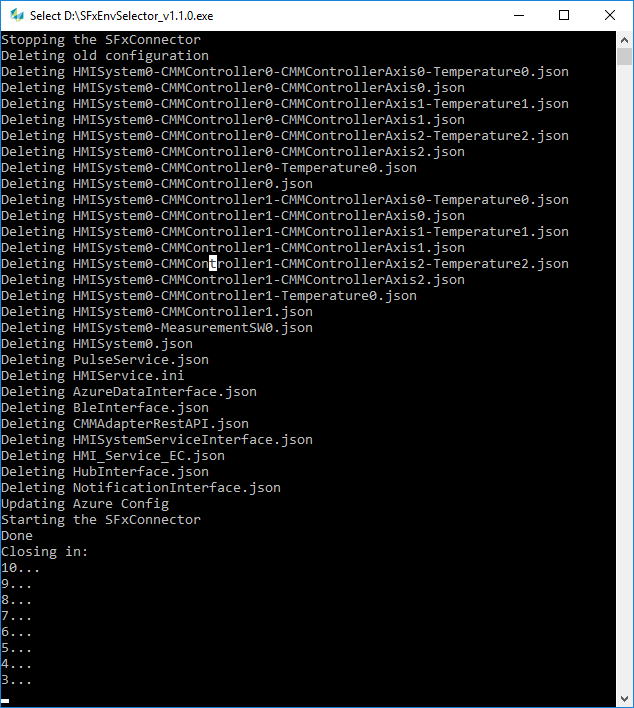 Select D:\SFxEnvSelector_v1.1.0.exe
Stopping the SFxConnector
Deleting old configuration
Deleting HMISystem0-CMMController0-CMMControllerAxis0-Temperature0.json
Deleting HMISystem0-CMMController0-CMMControllerAxis0.json
Deleting HMISystem0-CMMController0-CMMControllerAxis1-Temperature1.json
Deleting HMISystem0-CMMController0-CMMControllerAxis1.json
Deleting HMISystem0-CMMController0-CMMControllerAxis2-Temperature2.json
Deleting HMISystem0-CMMController0-CMMControllerAxis2.json
Deleting HMISystem0-CMMController0-Temperature0.json
Deleting HMISystem0-CMMController0.json
Deleting HMISystem0-CMMController1-CMMControllerAxis0-Temperature0.json
Deleting HMISystem0-CMMController1-CMMControllerAxis0.json
Deleting HMISystem0-CMMController1-CMMControllerAxis1-Temperature1.json
Deleting HMISystem0-CMMController1-CMMControllerAxis1.json
Deleting HMISystem0-CMMController1-CMMControllerAxis2-Temperature2.json
Deleting HMISystem0-CMMController1-CMMControllerAxis2.json
Deleting HMISystem0-CMMController1-Temperature0.json
Deleting HMISystem0-CMMController1.json
Deleting HMISystem0-MeasurementSW0.json
Deleting HMISystem0.json
Deleting PulseService.json
Deleting HMIService.ini
Deleting AzureDataInterface.json
Deleting BleInterface.json
Deleting CMMAdapterRestAPI.json
Deleting HMISystemServiceInterface.json
Deleting HMI_Service_EC.json
Deleting HubInterface.json
Deleting NotificationInterface.json
Updating Azure Config
Starting the SFxConnector
Done
Closing in:
10...
9...
8...
7...
6...
5...
4...
3...